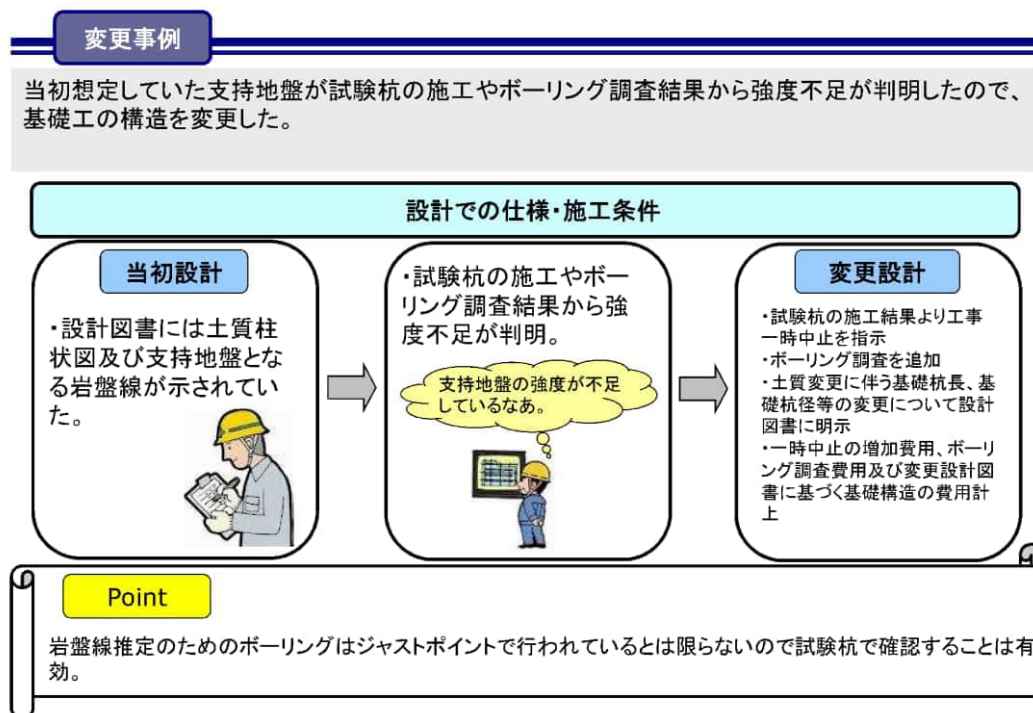 変更事例
当初想定していた支持地盤が試験杭の施工やボーリング調査結果から強度不足が判明したので、
基礎工の構造を変更した。
設計での仕様・施工条件
当初設計
・設計図書には土質柱
状図及び支持地盤とな
る岩盤線が示されてい
た。
・試験杭の施工やボー
リング調査結果から強
度不足が判明。
支持地盤の強度が不足
しているなあ。
変更設計
・試験杭の施工結果より工事
一時中止を指示
・ボーリング調査を追加
・土質変更に伴う基礎杭長、基
礎杭径等の変更について設計
図書に明示
・一時中止の増加費用、ボーリ
ング調査費用及び変更設計図
書に基づく基礎構造の費用計
上
Point
岩盤線推定のためのボーリングはジャストポイントで行われているとは限らないので試験杭で確認することは有
効。